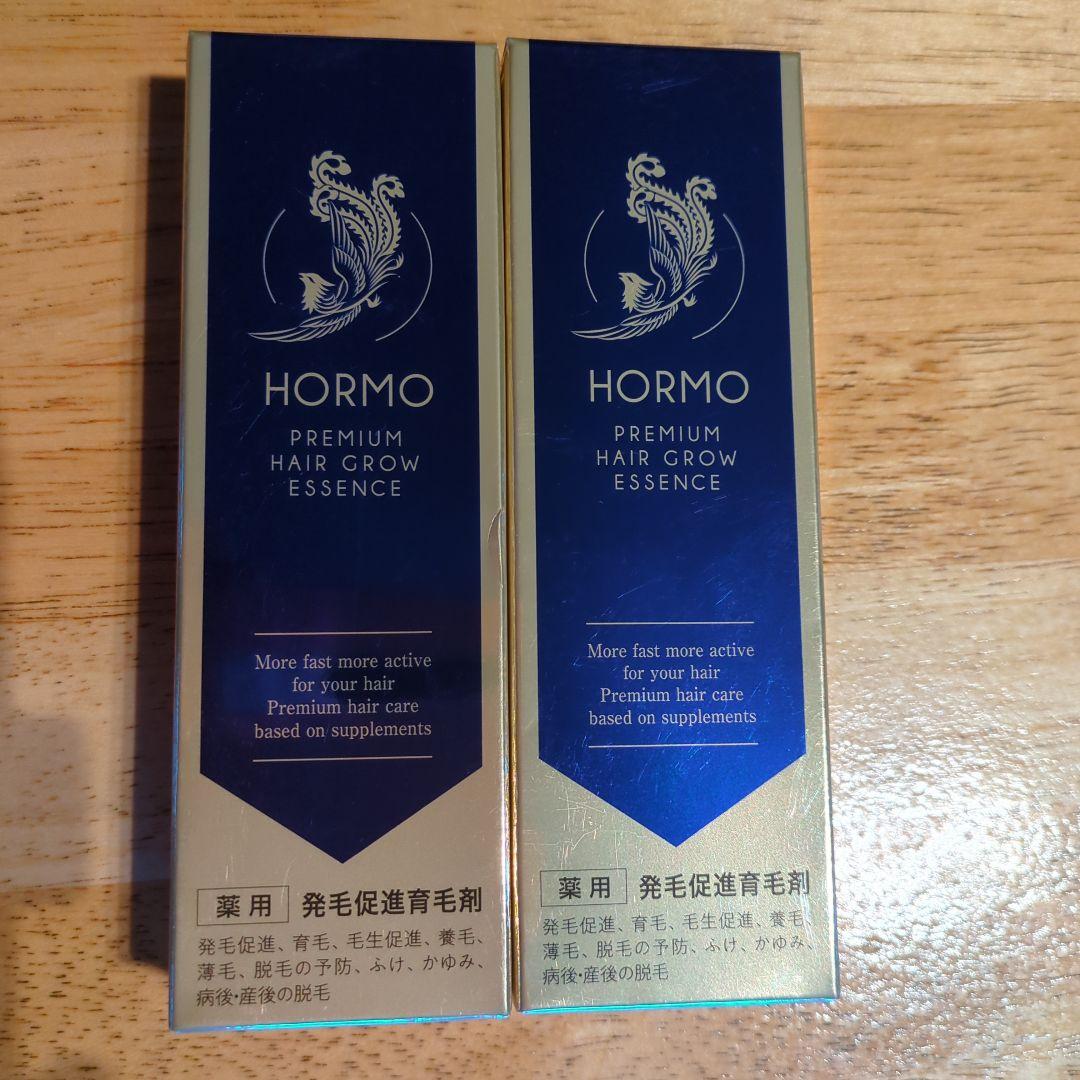 HORMO
PREMIUM
HAIR GROW
ESSENCE
More fast more active
for your hair
Premium hair care
based on supplements
薬用 発毛促進育毛剤
発毛促進、育毛、毛生促進、養毛、
薄毛、脱毛の予防、ふけ、かゆみ、
病後・産後の脱毛
HORMO
PREMIUM
HAIR GROW
ESSENCE
More fast more active
for your hair
Premium hair care
based on supplements
薬用 発毛促進育毛剤
発毛促進、育毛、毛生促進、養毛、
薄毛、脱毛の予防、ふけ、かゆみ、
病後・産後の脱毛